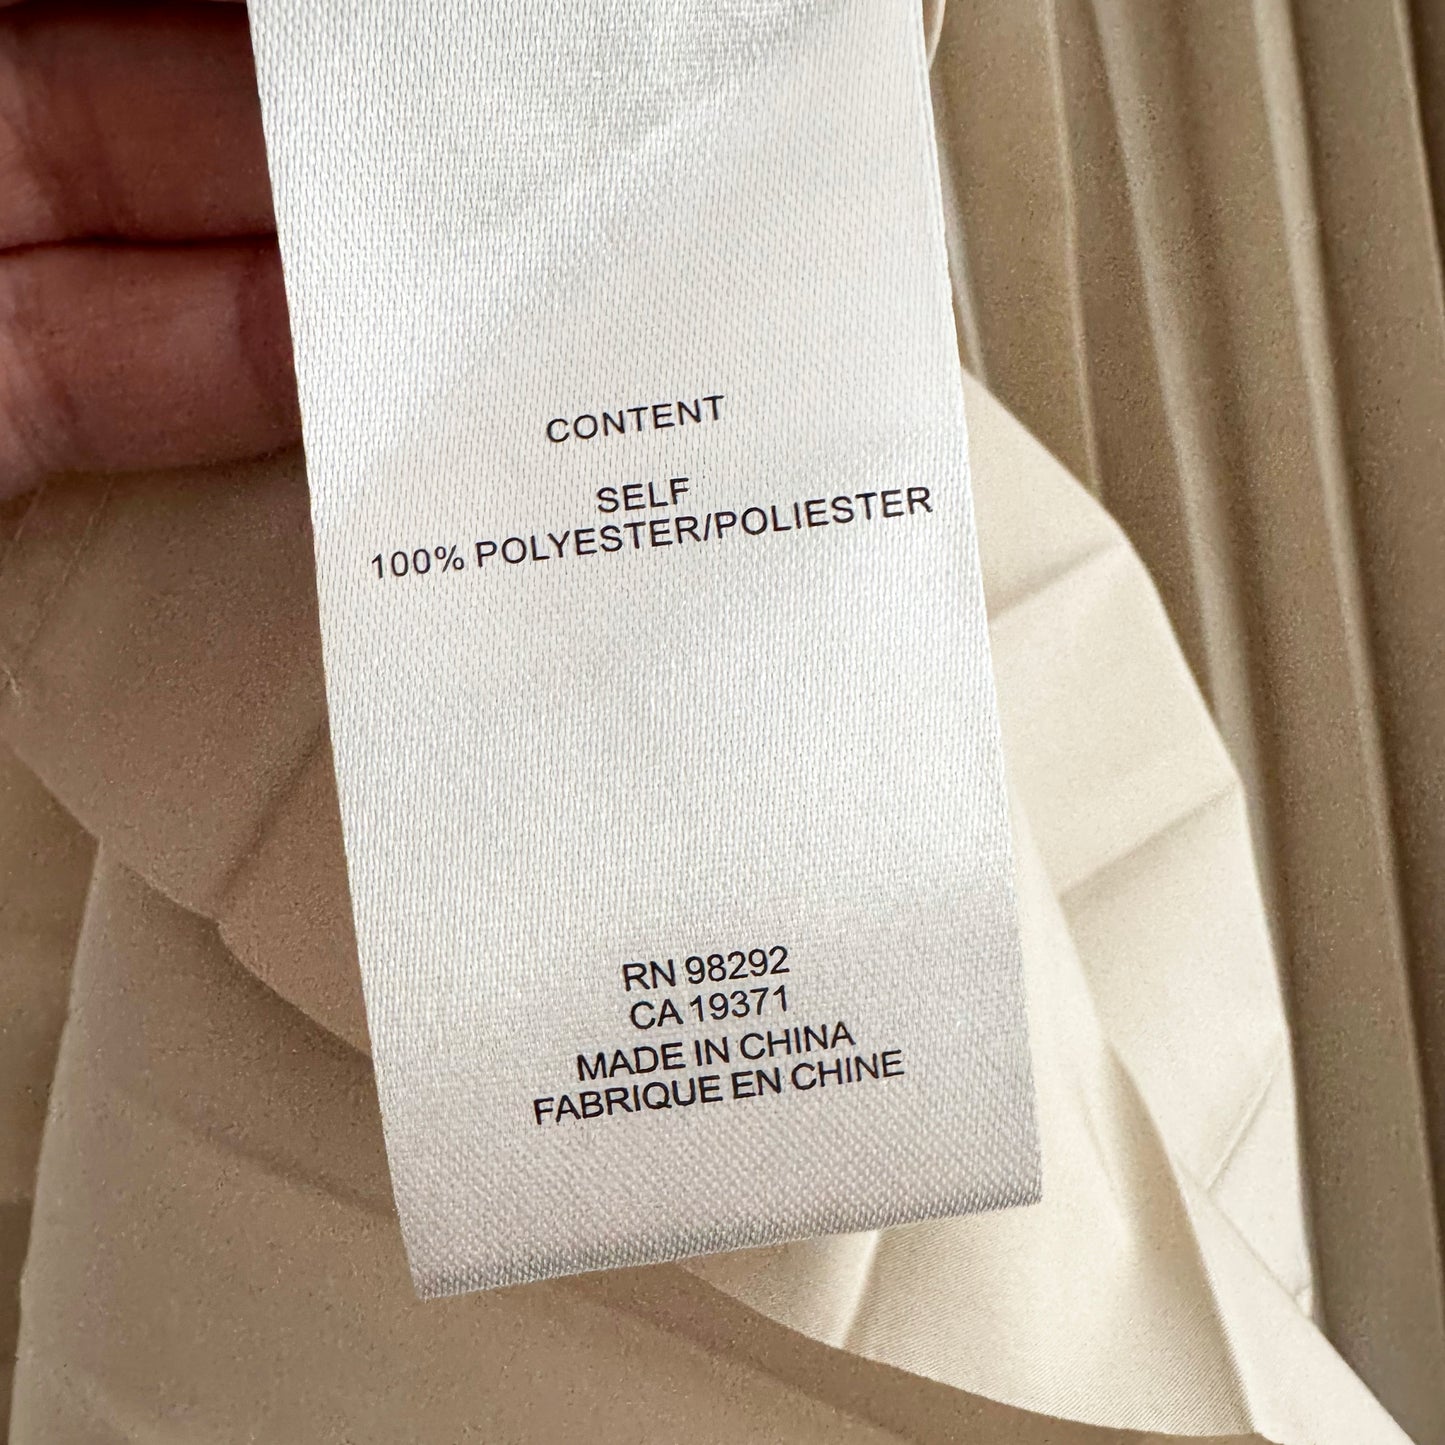 CONTENT
SELF
100% POLYESTER/POLIESTER
RN 98292
CA 19371
MADE IN CHINA
FABRIQUE EN CHINE